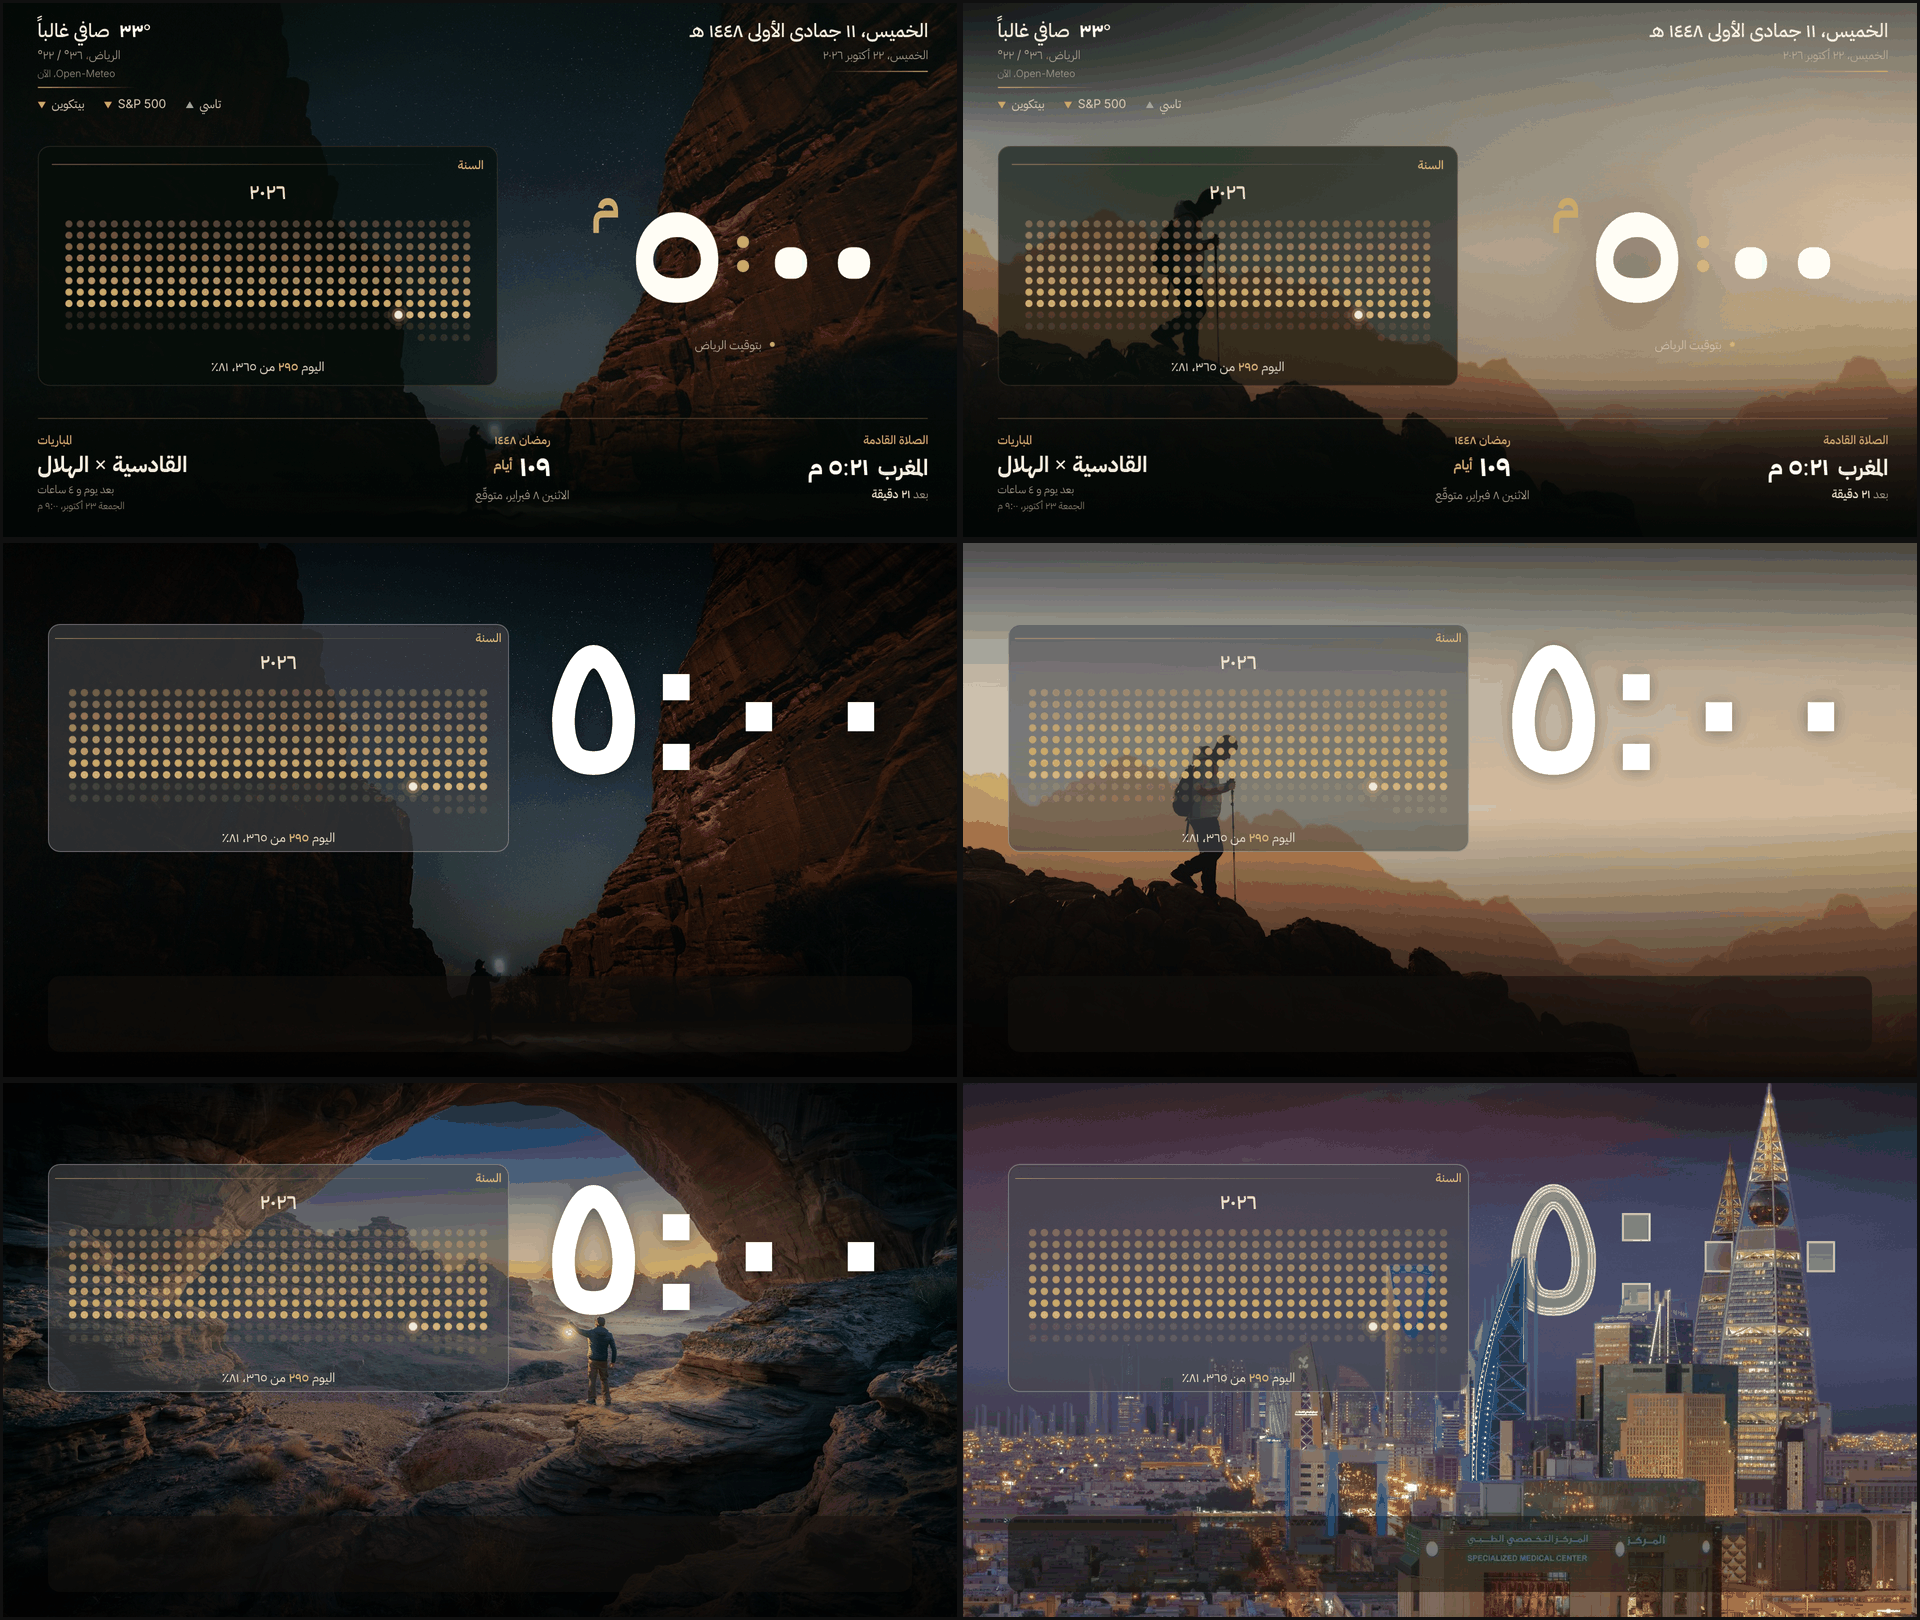 الخميس، ١١ جمادى الأولى ١٤٤٨ هـ
الخميس، ٢٢ أكتوبر ٢٠٢٦
٣٣° صافي غالباً
الرياض، ٣٦° / ٢٢°
Open-Meteo، الآن
تاسي ▲ S&P 500 ▼ بيتكوين ▼
السنة
٢٠٢٦
اليوم ٢٩٠ من ٣٦٥، ٨١٪
٥:٠٠ م
بتوقيت الرياض
الصلاة القادمة
المغرب ٥:٢١ م
بعد ٢١ دقيقة
رمضان ١٤٤٨
١٠٩ أيام
الاثنين ٨ فبراير، متوقّع
المباريات
القادسية × الهلال
بعد يوم و ٤ ساعات
الجمعة ٢٣ أكتوبر، ٩:٠٠ م
الخميس، ١١ جمادى الأولى ١٤٤٨ هـ
الخميس، ٢٢ أكتوبر ٢٠٢٦
٣٣° صافي غالباً
الرياض، ٣٦° / ٢٢°
Open-Meteo، الآن
تاسي ▲ S&P 500 ▼ بيتكوين ▼
السنة
٢٠٢٦
اليوم ٢٩٠ من ٣٦٥، ٨١٪
٥:٠٠ م
بتوقيت الرياض
الصلاة القادمة
المغرب ٥:٢١ م
بعد ٢١ دقيقة
رمضان ١٤٤٨
١٠٩ أيام
الاثنين ٨ فبراير، متوقّع
المباريات
القادسية × الهلال
بعد يوم و ٤ ساعات
الجمعة ٢٣ أكتوبر، ٩:٠٠ م
السنة
٢٠٢٦
اليوم ٢٩٠ من ٣٦٥، ٨١٪
٥:٠٠
السنة
٢٠٢٦
اليوم ٢٩٠ من ٣٦٥، ٨١٪
٥:٠٠
السنة
٢٠٢٦
اليوم ٢٩٠ من ٣٦٥، ٨١٪
٥:٠٠
السنة
٢٠٢٦
اليوم ٢٩٠ من ٣٦٥، ٨١٪
٥:٠٠
المركز التخصصي الطبي
SPECIALIZED MEDICAL CENTER
المركز